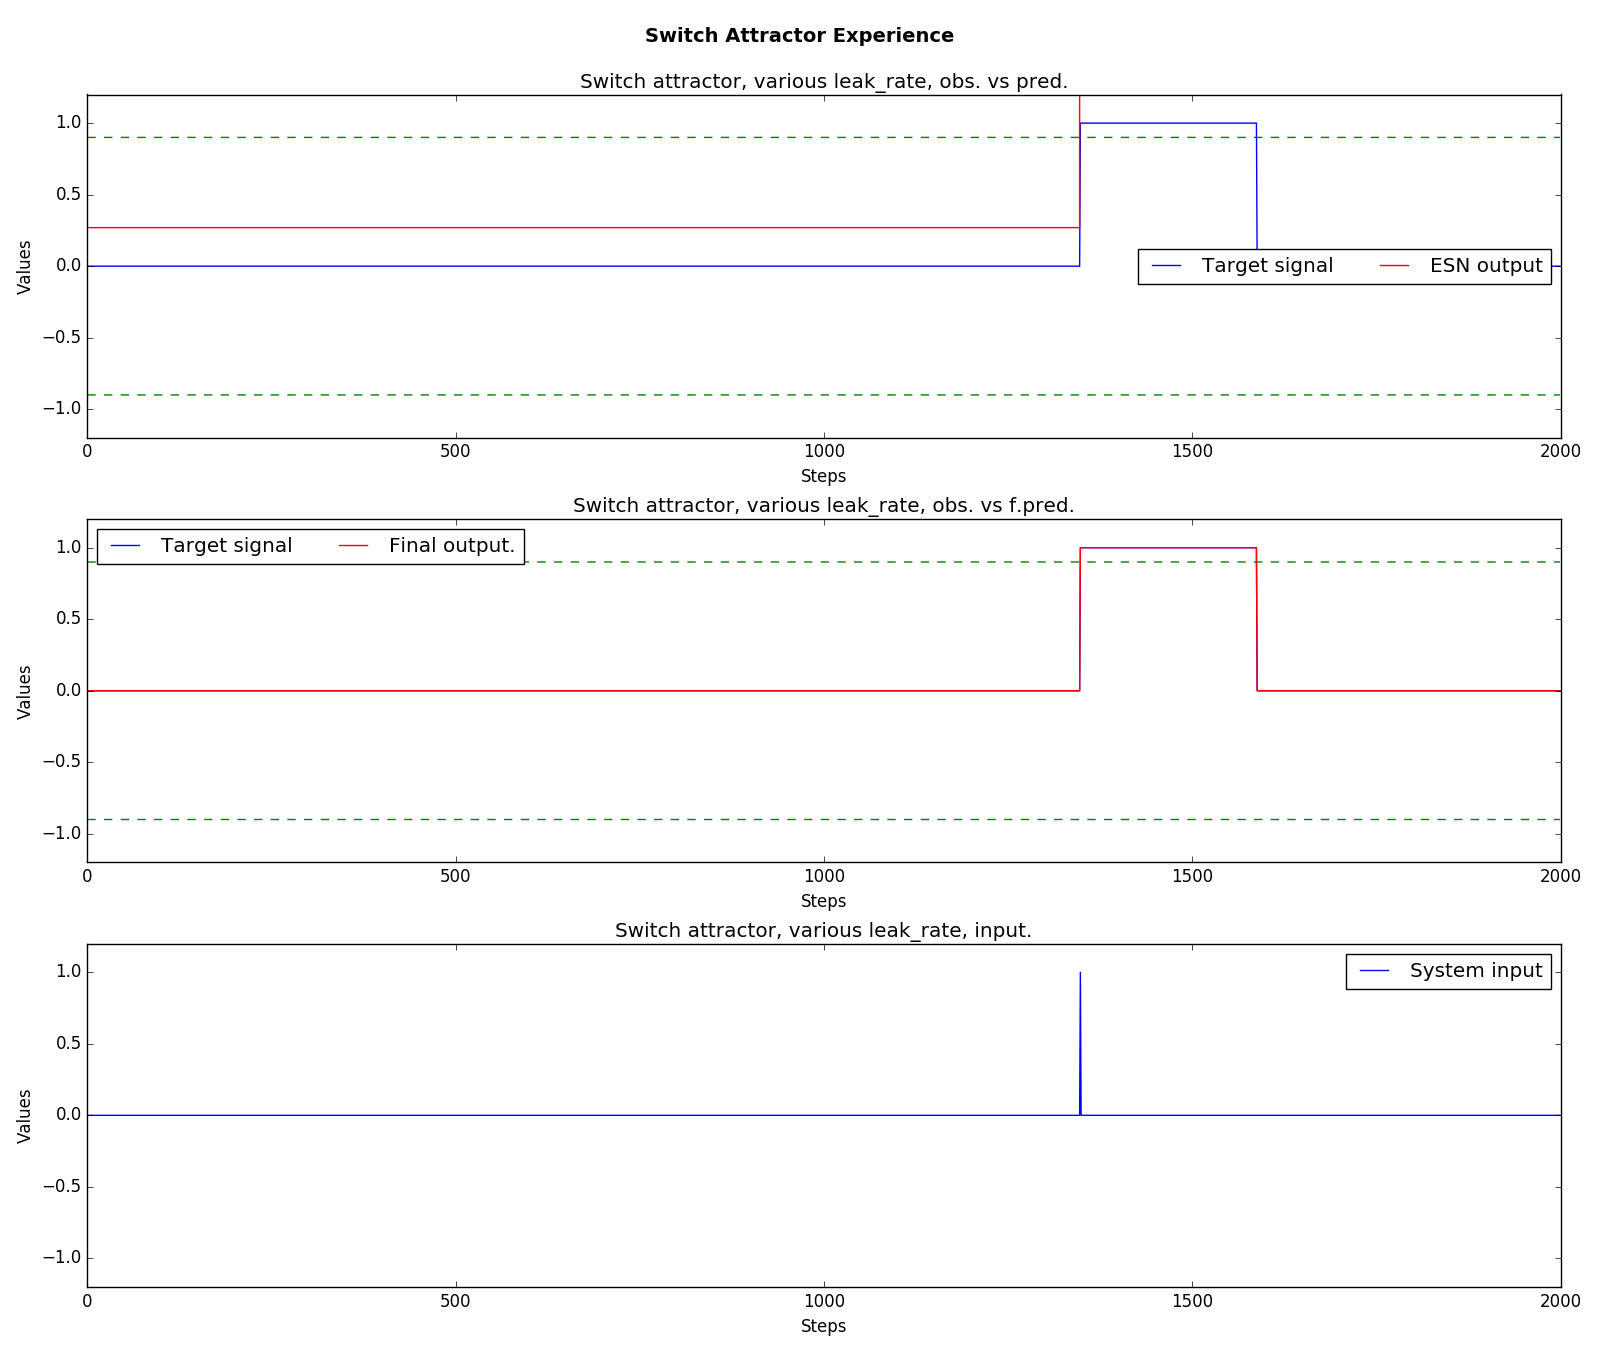 Switch Attractor Experience
Switch attractor, various leak_rate, obs. vs pred.
1.0
0.5
0.0
−0.5
−1.0
Values
Target signal ESN output
0 500 1000 1500 2000
Steps
Switch attractor, various leak_rate, obs. vs f.pred.
Target signal Final output.
1.0
0.5
0.0
−0.5
−1.0
Values
0 500 1000 1500 2000
Steps
Switch attractor, various leak_rate, input.
System input
1.0
0.5
0.0
−0.5
−1.0
Values
0 500 1000 1500 2000
Steps